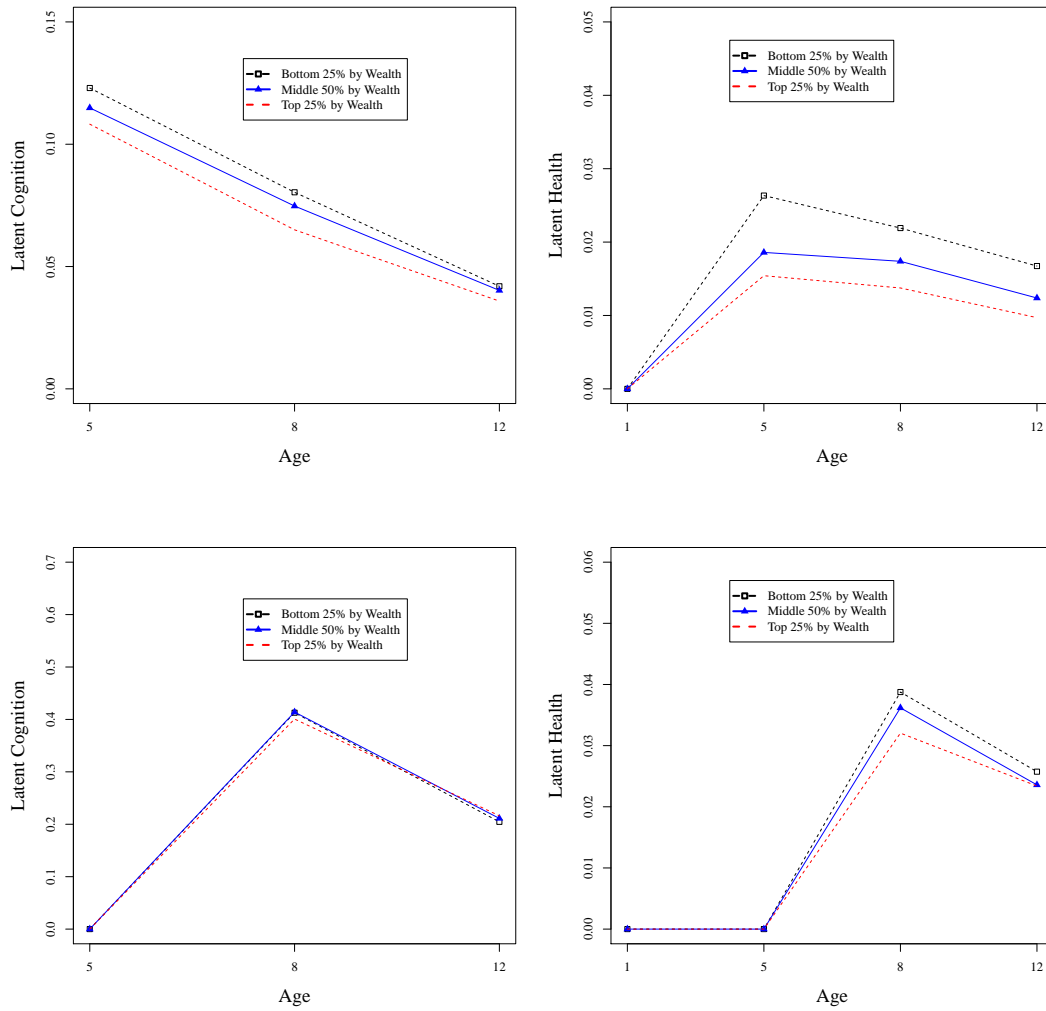 Latent Cognition
0.15
0.10
0.05
0.00
Bottom 25% by Wealth
Middle 50% by Wealth
Top 25% by Wealth
5
8
12
Age
Latent Health
0.05
0.04
0.03
0.02
0.01
0.00
Bottom 25% by Wealth
Middle 50% by Wealth
Top 25% by Wealth
1
5
8
12
Age
Latent Cognition
0.7
0.6
0.5
0.4
0.3
0.2
0.1
0.0
Bottom 25% by Wealth
Middle 50% by Wealth
Top 25% by Wealth
5
8
12
Age
Latent Health
0.06
0.05
0.04
0.03
0.02
0.01
0.00
Bottom 25% by Wealth
Middle 50% by Wealth
Top 25% by Wealth
1
5
8
12
Age